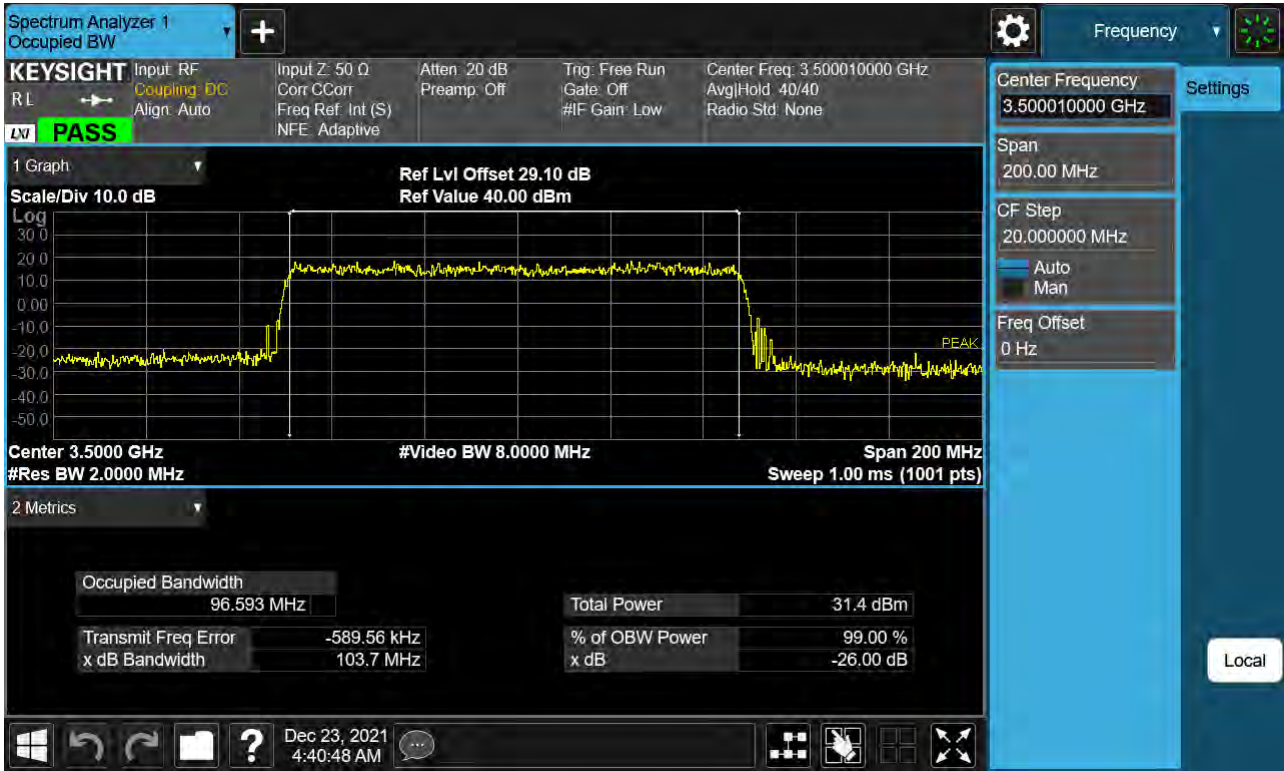 Spectrum Analyzer 1
Occupied BW
Frequency
KEYSIGHT
RL
LXI
PASS
Input: RF
Coupling: DC
Align: Auto
Input Z: 50 Ω
Corr CCorr
Freq Ref: Int (S)
NFE: Adaptive
Atten: 20 dB
Preamp: Off
Trig: Free Run
Gate: Off
#IF Gain: Low
Center Freq: 3.500010000 GHz
Avg|Hold: 40/40
Radio Std: None
Center Frequency
3.500010000 GHz
Settings
Span
200.00 MHz
CF Step
20.000000 MHz
Auto
Man
Freq Offset
0 Hz
Local
1 Graph
Scale/Div 10.0 dB
Ref Lvl Offset 29.10 dB
Ref Value 40.00 dBm
Log
30.0
20.0
10.0
0.00
-10.0
-20.0
-30.0
-40.0
-50.0
PEAK
Center 3.5000 GHz
#Video BW 8.0000 MHz
Span 200 MHz
#Res BW 2.0000 MHz
Sweep 1.00 ms (1001 pts)
2 Metrics
Occupied Bandwidth
96.593 MHz
Total Power 31.4 dBm
Transmit Freq Error -589.56 kHz
% of OBW Power 99.00 %
x dB Bandwidth 103.7 MHz
x dB -26.00 dB
?
Dec 23, 2021
4:40:48 AM